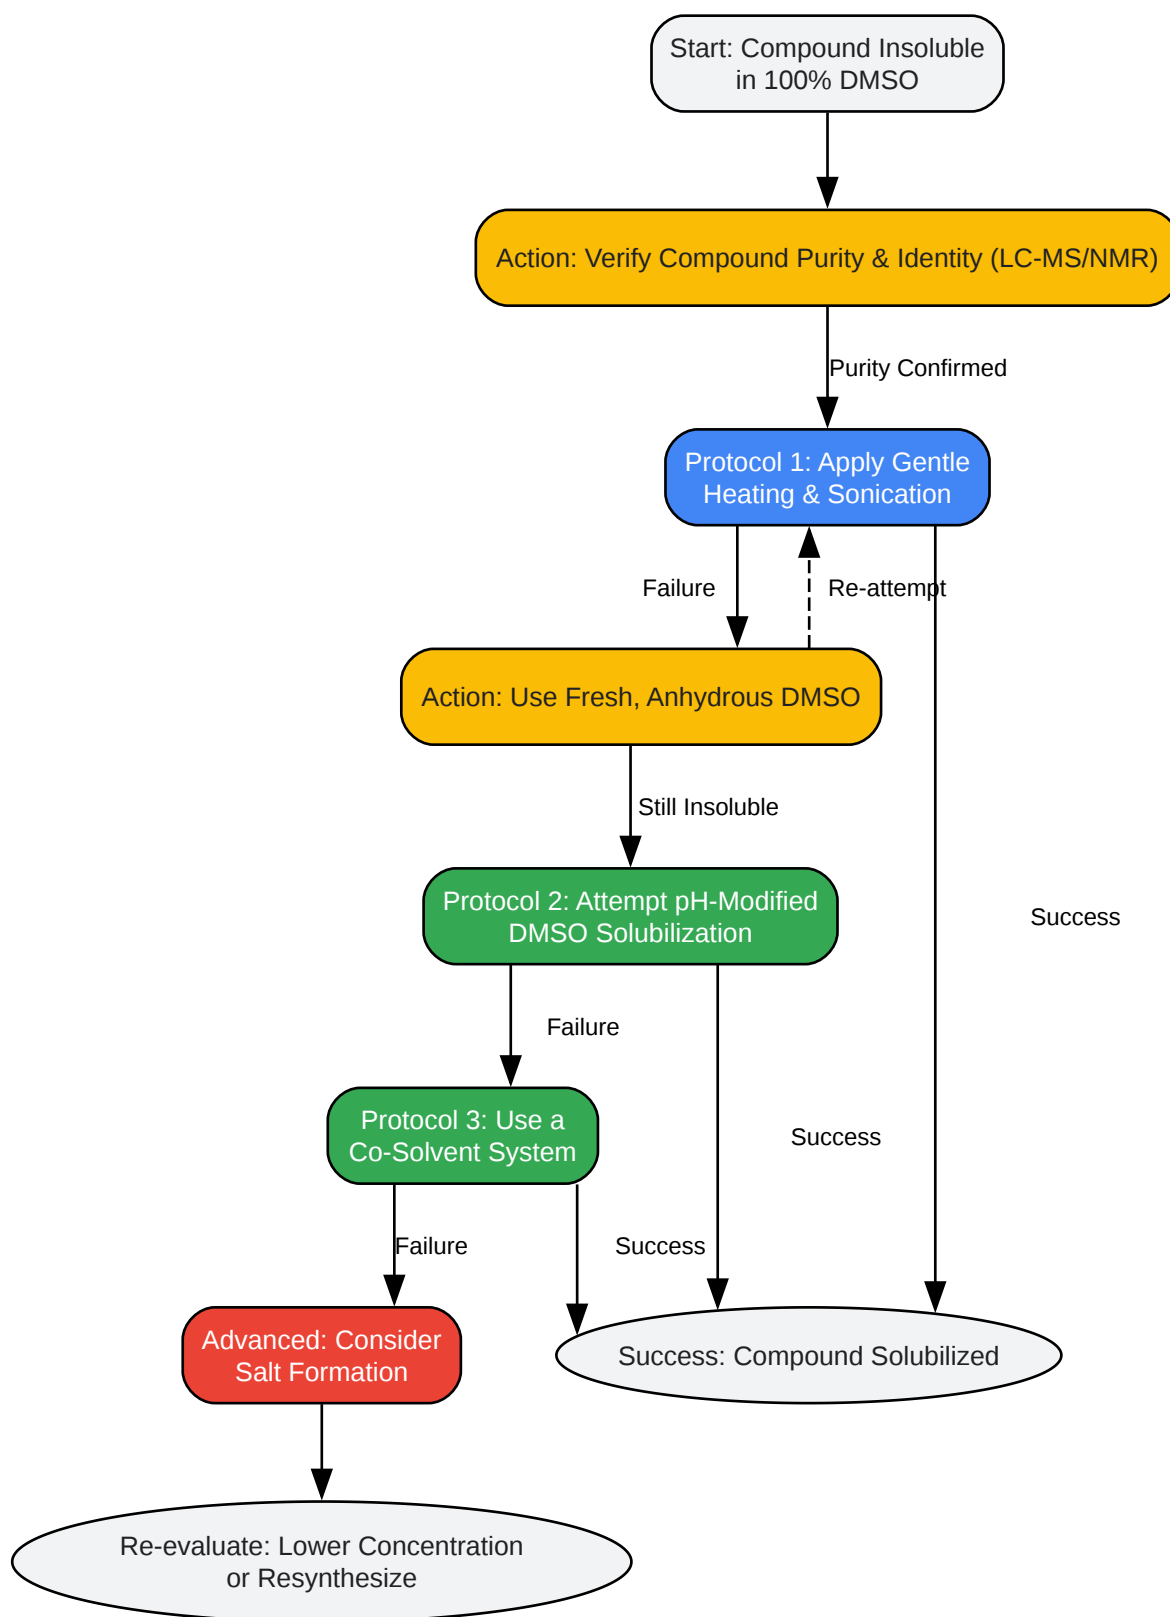 Start: Compound Insoluble
in 100% DMSO
Action: Verify Compound Purity & Identity (LC-MS/NMR)
Purity Confirmed
Protocol 1: Apply Gentle
Heating & Sonication
Failure
Re-attempt
Action: Use Fresh, Anhydrous DMSO
Still Insoluble
Protocol 2: Attempt pH-Modified
DMSO Solubilization
Success
Failure
Protocol 3: Use a
Co-Solvent System
Success
Failure
Success
Advanced: Consider
Salt Formation
Success: Compound Solubilized
Re-evaluate: Lower Concentration
or Resynthesize